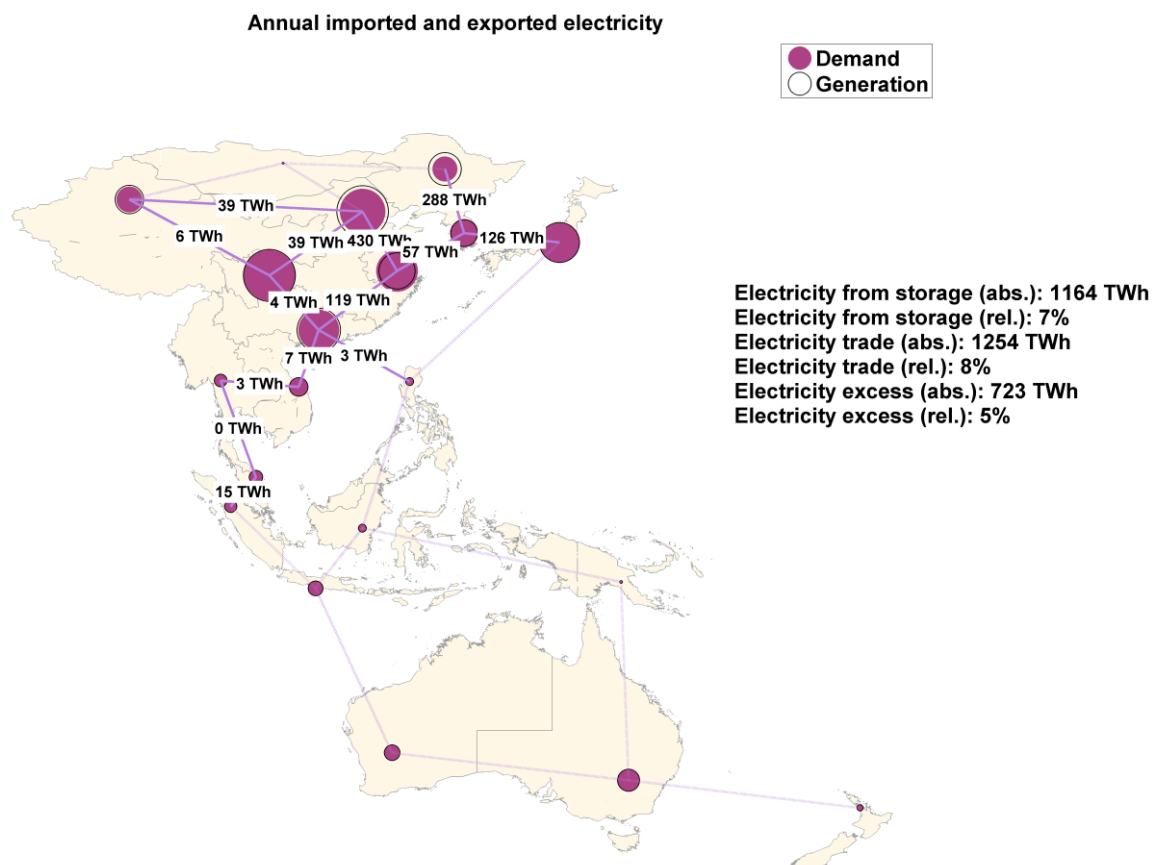 Annual imported and exported electricity
Demand
Generation
288 TWh
39 TWh
6 TWh
39 TWh
430 TWh
126 TWh
57 TWh
4 TWh
119 TWh
7 TWh
3 TWh
3 TWh
0 TWh
15 TWh
Electricity from storage (abs.): 1164 TWh
Electricity from storage (rel.): 7%
Electricity trade (abs.): 1254 TWh
Electricity trade (rel.): 8%
Electricity excess (abs.): 723 TWh
Electricity excess (rel.): 5%